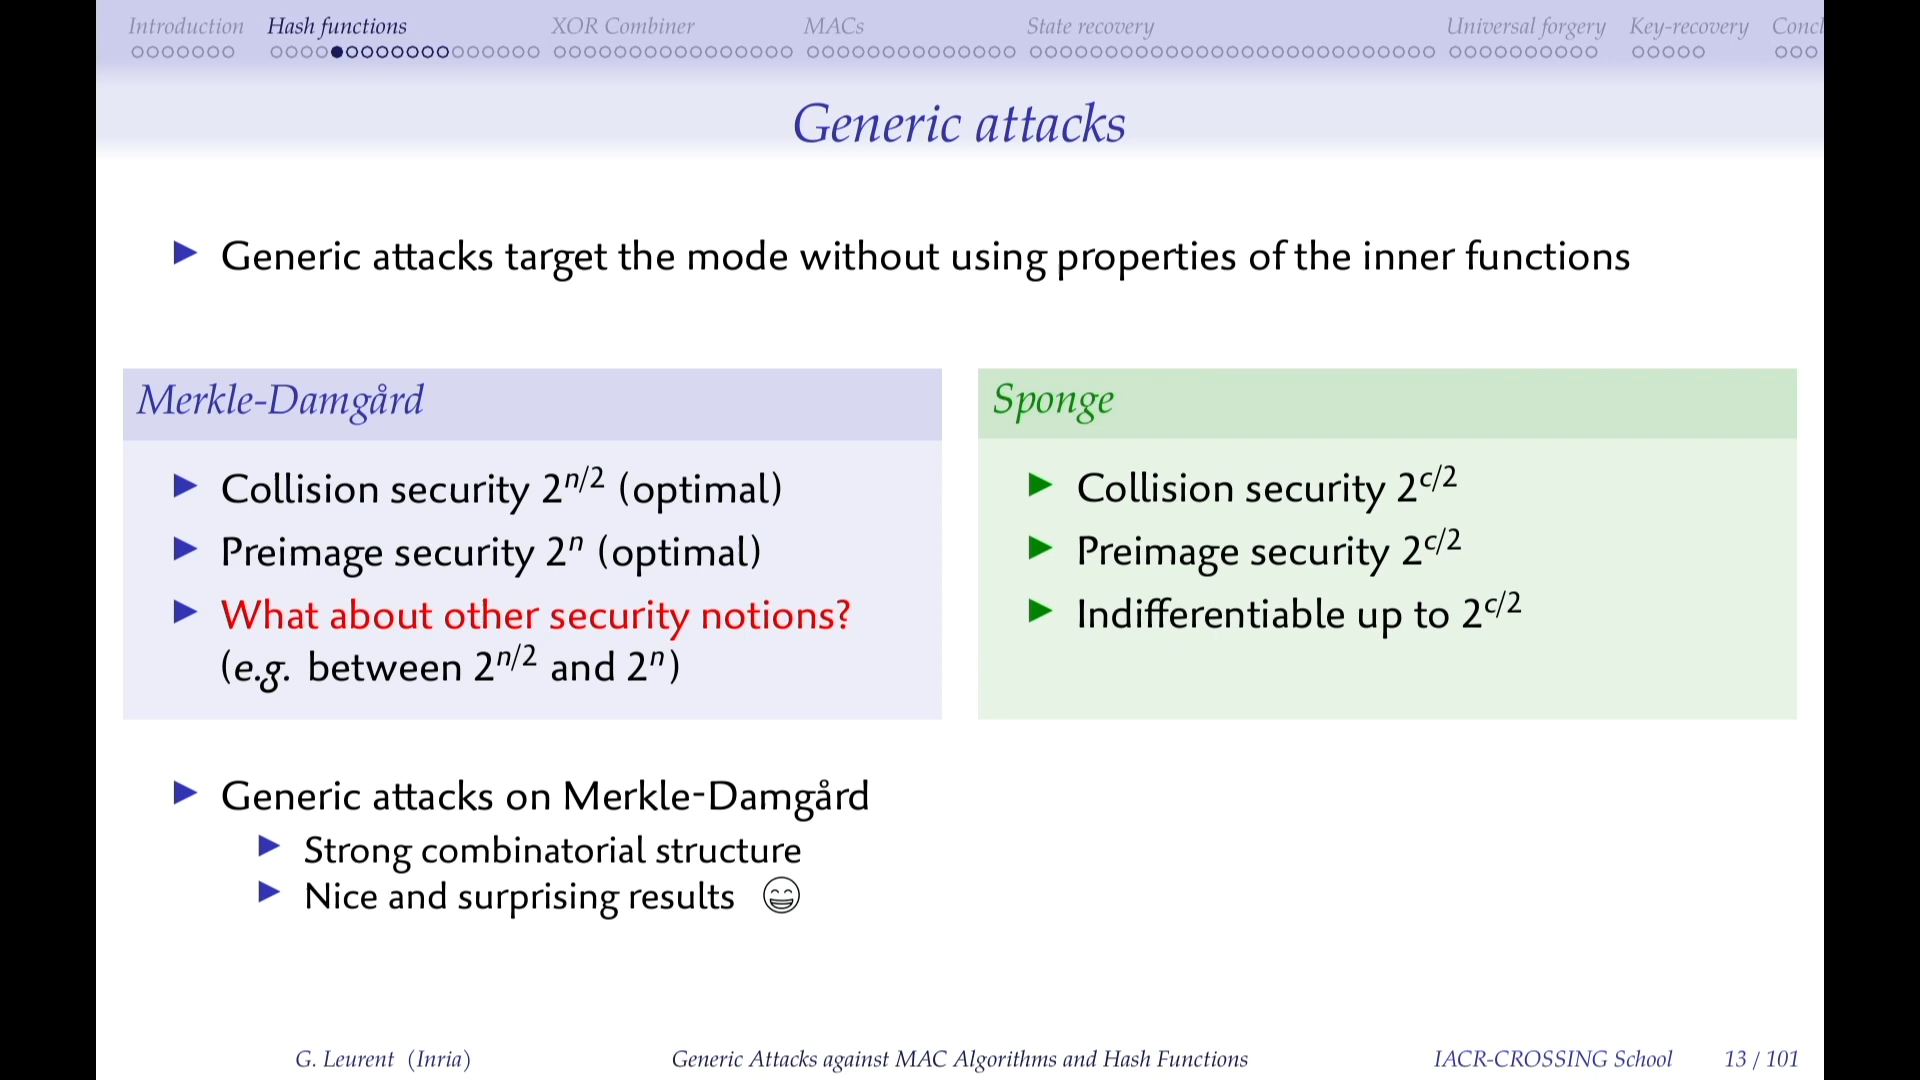 Introduction Hash functions XOR Combiner MACs State recovery Universal forgery Key-recovery Concl
Generic attacks
Generic attacks target the mode without using properties of the inner functions
Merkle-Damgård
Collision security 2^{n/2} (optimal)
Preimage security 2^n (optimal)
What about other security notions?
(e.g. between 2^{n/2} and 2^n)
Sponge
Collision security 2^{c/2}
Preimage security 2^{c/2}
Indifferentiable up to 2^{c/2}
Generic attacks on Merkle-Damgård
Strong combinatorial structure
Nice and surprising results
G. Leurent (Inria) Generic Attacks against MAC Algorithms and Hash Functions IACR-CROSSING School 13 / 101